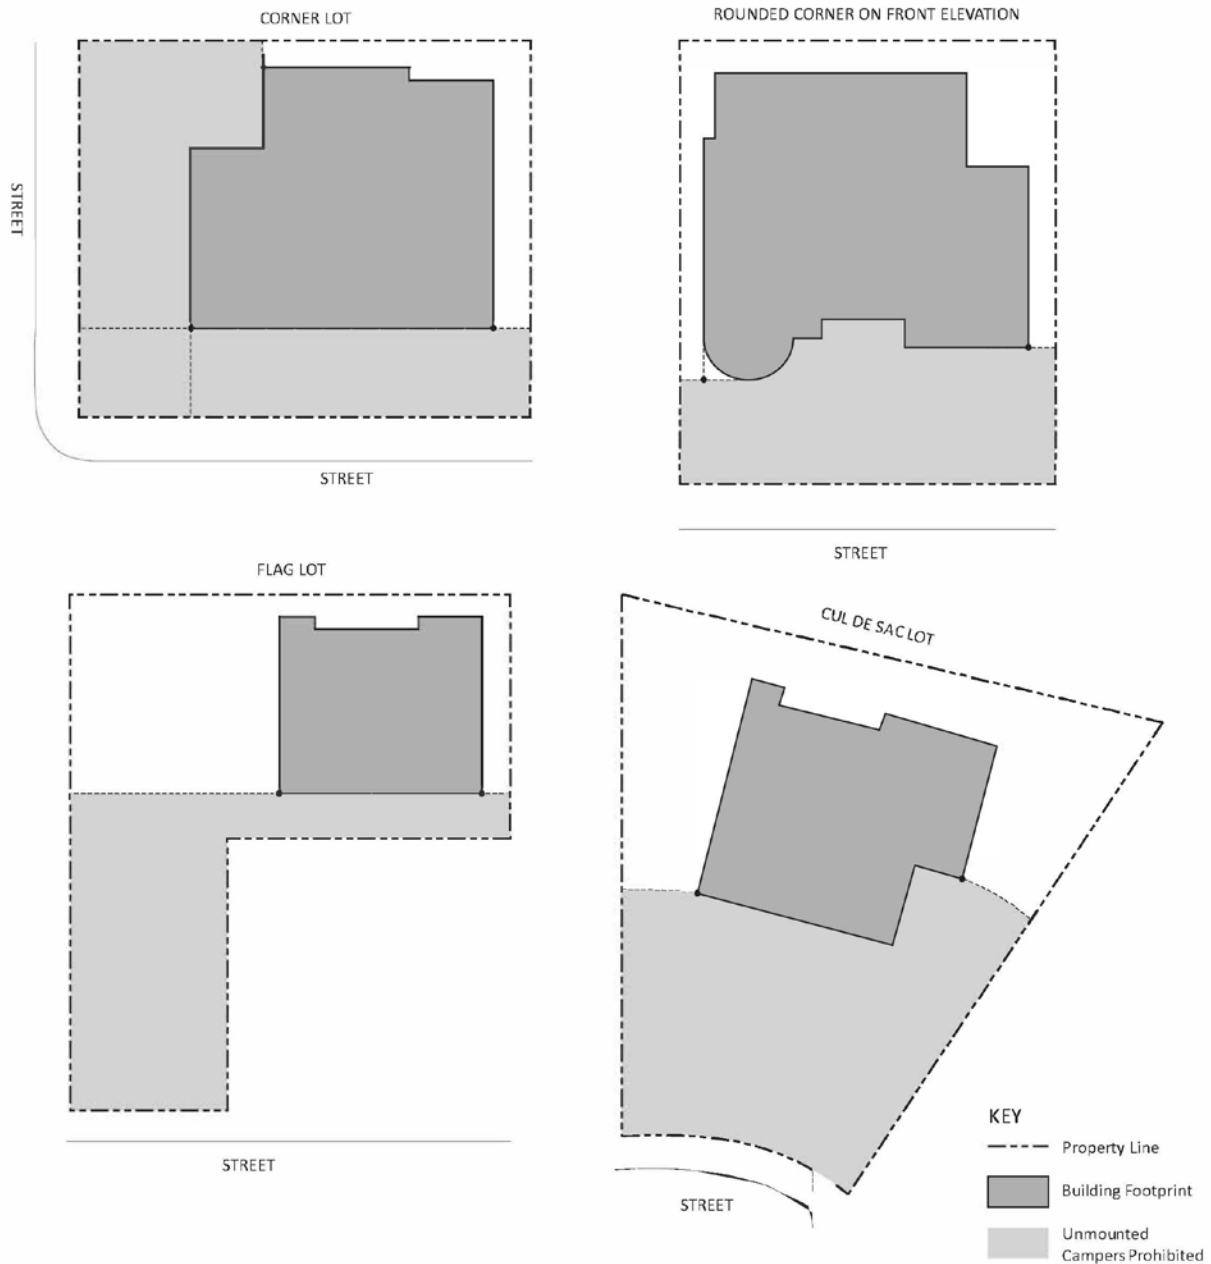 CORNER LOT
ROUNDED CORNER ON FRONT ELEVATION
STREET
STREET
STREET
FLAG LOT
CUL DE SAC LOT
STREET
STREET
KEY
Property Line
Building Footprint
Unmounted
Campers Prohibited